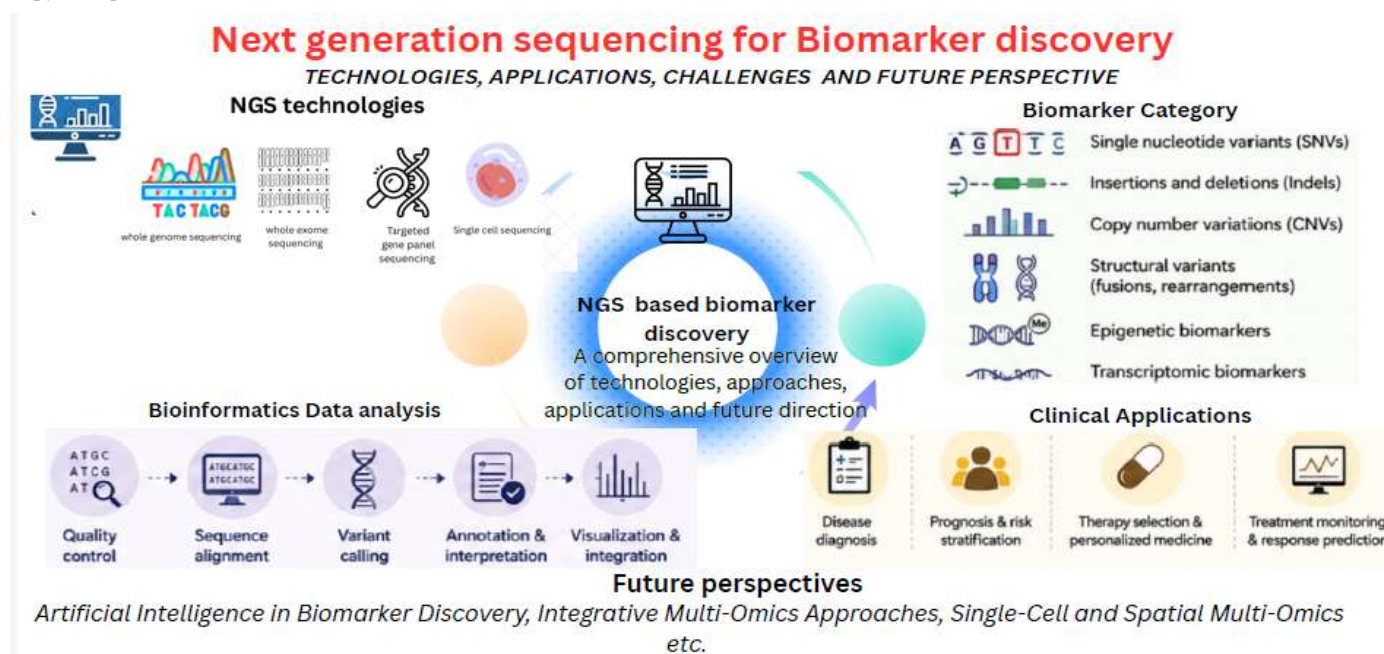 Next generation sequencing for Biomarker discovery
TECHNOLOGIES, APPLICATIONS, CHALLENGES AND FUTURE PERSPECTIVE
NGS technologies
TAC TACG
whole genome sequencing
whole exome
sequencing
Targeted
gene panel
sequencing
Single cell sequencing
Biomarker Category
A G T T C
Single nucleotide variants (SNVs)
Insertions and deletions (Indels)
Copy number variations (CNVs)
Structural variants
(fusions, rearrangements)
Me
Epigenetic biomarkers
Transcriptomic biomarkers
NGS based biomarker
discovery
A comprehensive overview
of technologies, approaches,
applications and future direction
Bioinformatics Data analysis
ATGC
ATCG
AT
Quality
control
ATGCATGC
ATGCATGC
Sequence
alignment
Variant
calling
Annotation &
interpretation
Visualization &
integration
Clinical Applications
Disease
diagnosis
Prognosis & risk
stratification
Therapy selection &
personalized medicine
Treatment monitoring
& response prediction
Future perspectives
Artificial Intelligence in Biomarker Discovery, Integrative Multi-Omics Approaches, Single-Cell and Spatial Multi-Omics
etc.